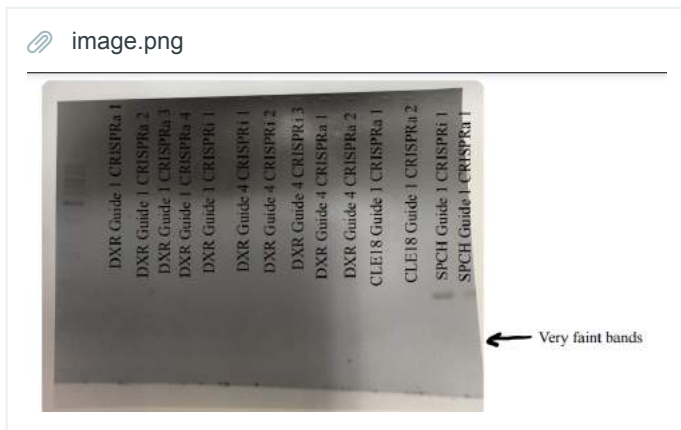 image.png
DXR Guide 1 CRISPRa 1
DXR Guide 1 CRISPRa 2
DXR Guide 1 CRISPRa 3
DXR Guide 1 CRISPRa 4
DXR Guide 1 CRISPRi 1
DXR Guide 4 CRISPRi 1
DXR Guide 4 CRISPRi 2
DXR Guide 4 CRISPRi 3
DXR Guide 4 CRISPRa 1
DXR Guide 4 CRISPRa 2
CLE18 Guide 1 CRISPRa 1
CLE18 Guide 1 CRISPRa 2
SPCH Guide 1 CRISPRi 1
SPCH Guide 1 CRISPRa 1
Very faint bands